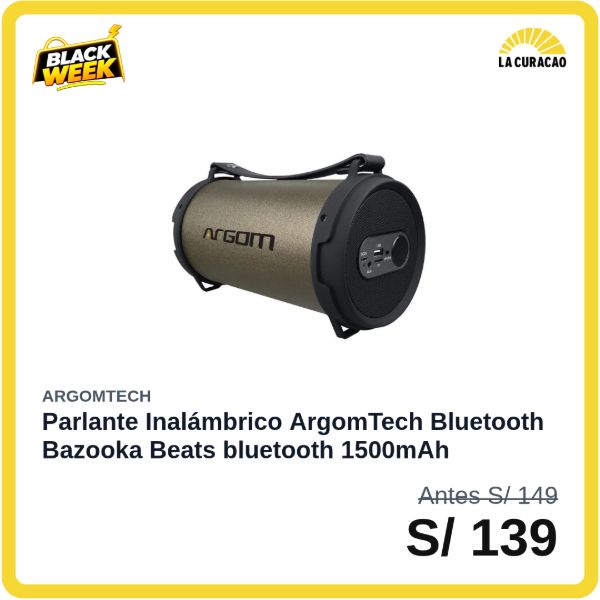 BLACK
WEEK
LA CURACAO
ARGOM
ARGOMTECH
Parlante Inalámbrico ArgomTech Bluetooth
Bazooka Beats bluetooth 1500mAh
Antes S/ 149
S/ 139